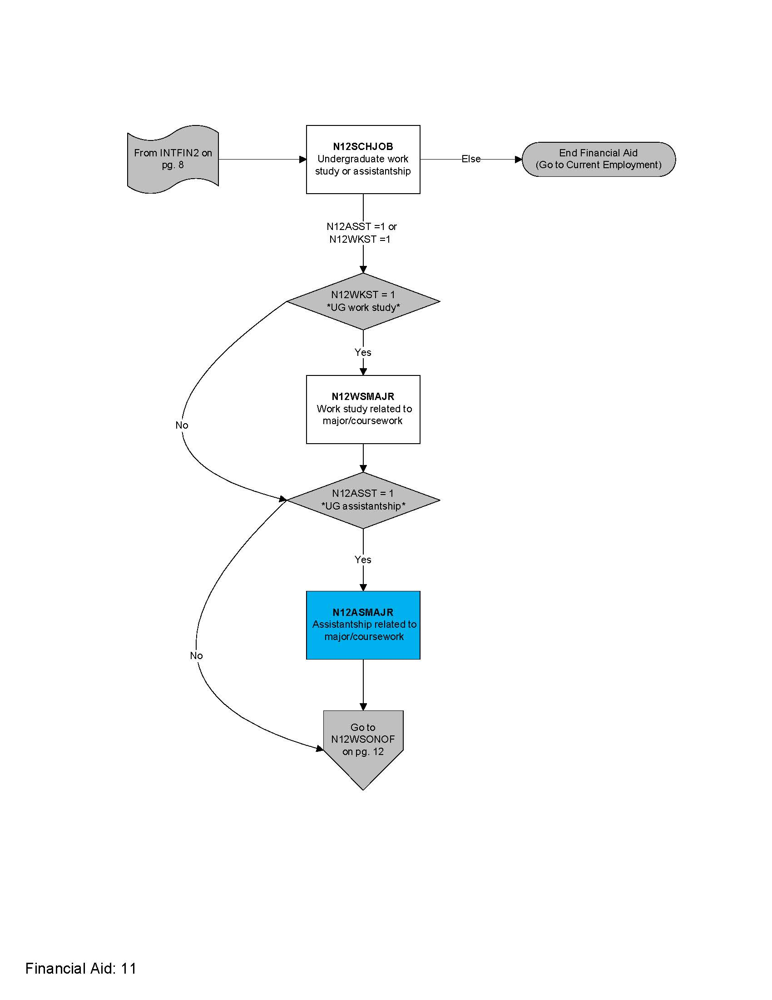 From INTFIN2 on
pg. 8
N12SCHJOB
Undergraduate work
study or assistantship
Else
End Financial Aid
(Go to Current Employment)
N12ASST =1 or
N12WKST =1
N12WKST = 1
*UG work study*
Yes
N12WSMAJR
Work study related to
major/coursework
No
N12ASST = 1
*UG assistantship*
Yes
N12ASMAJR
Assistantship related to
major/coursework
No
Go to
N12WSONOF
on pg. 12
Financial Aid: 11